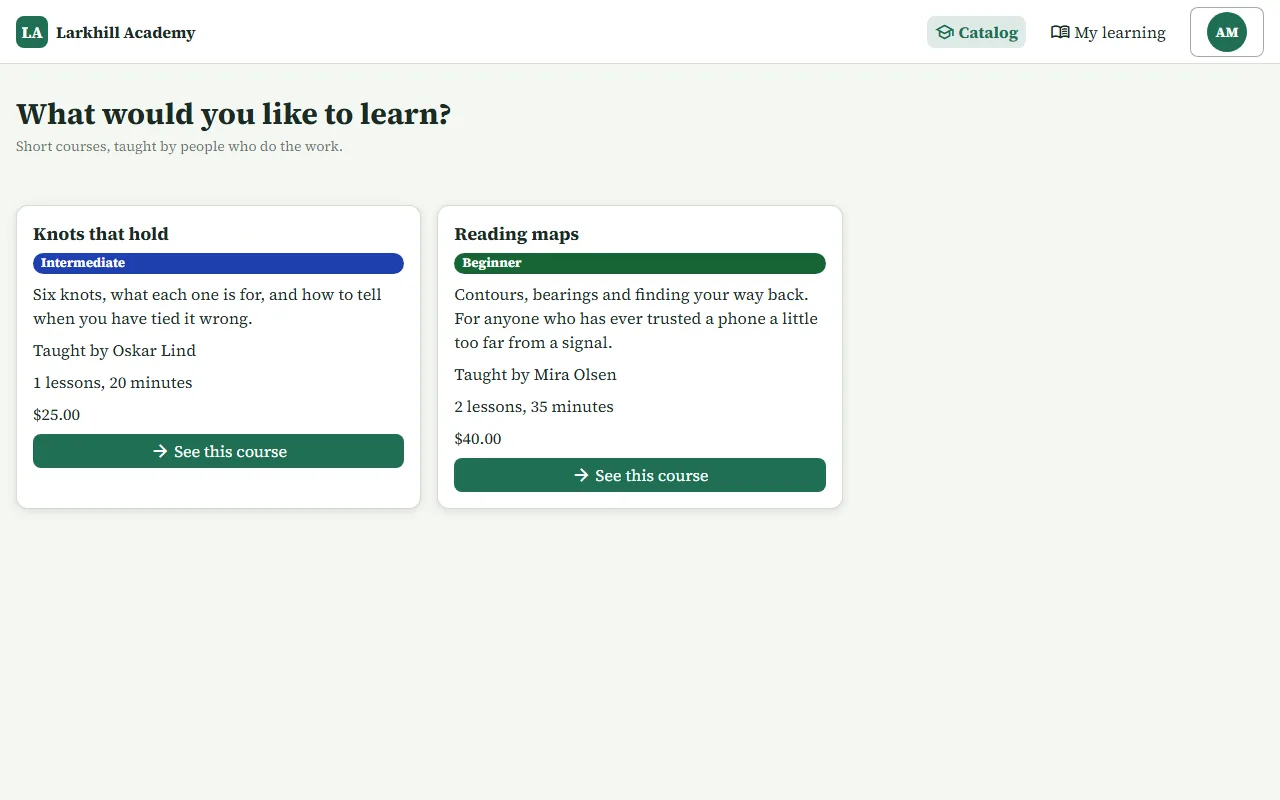 LA Larkhill Academy
Catalog
My learning
AM
What would you like to learn?
Short courses, taught by people who do the work.
Knots that hold
Intermediate
Six knots, what each one is for, and how to tell
when you have tied it wrong.
Taught by Oskar Lind
1 lessons, 20 minutes
$25.00
See this course
Reading maps
Beginner
Contours, bearings and finding your way back.
For anyone who has ever trusted a phone a little
too far from a signal.
Taught by Mira Olsen
2 lessons, 35 minutes
$40.00
See this course